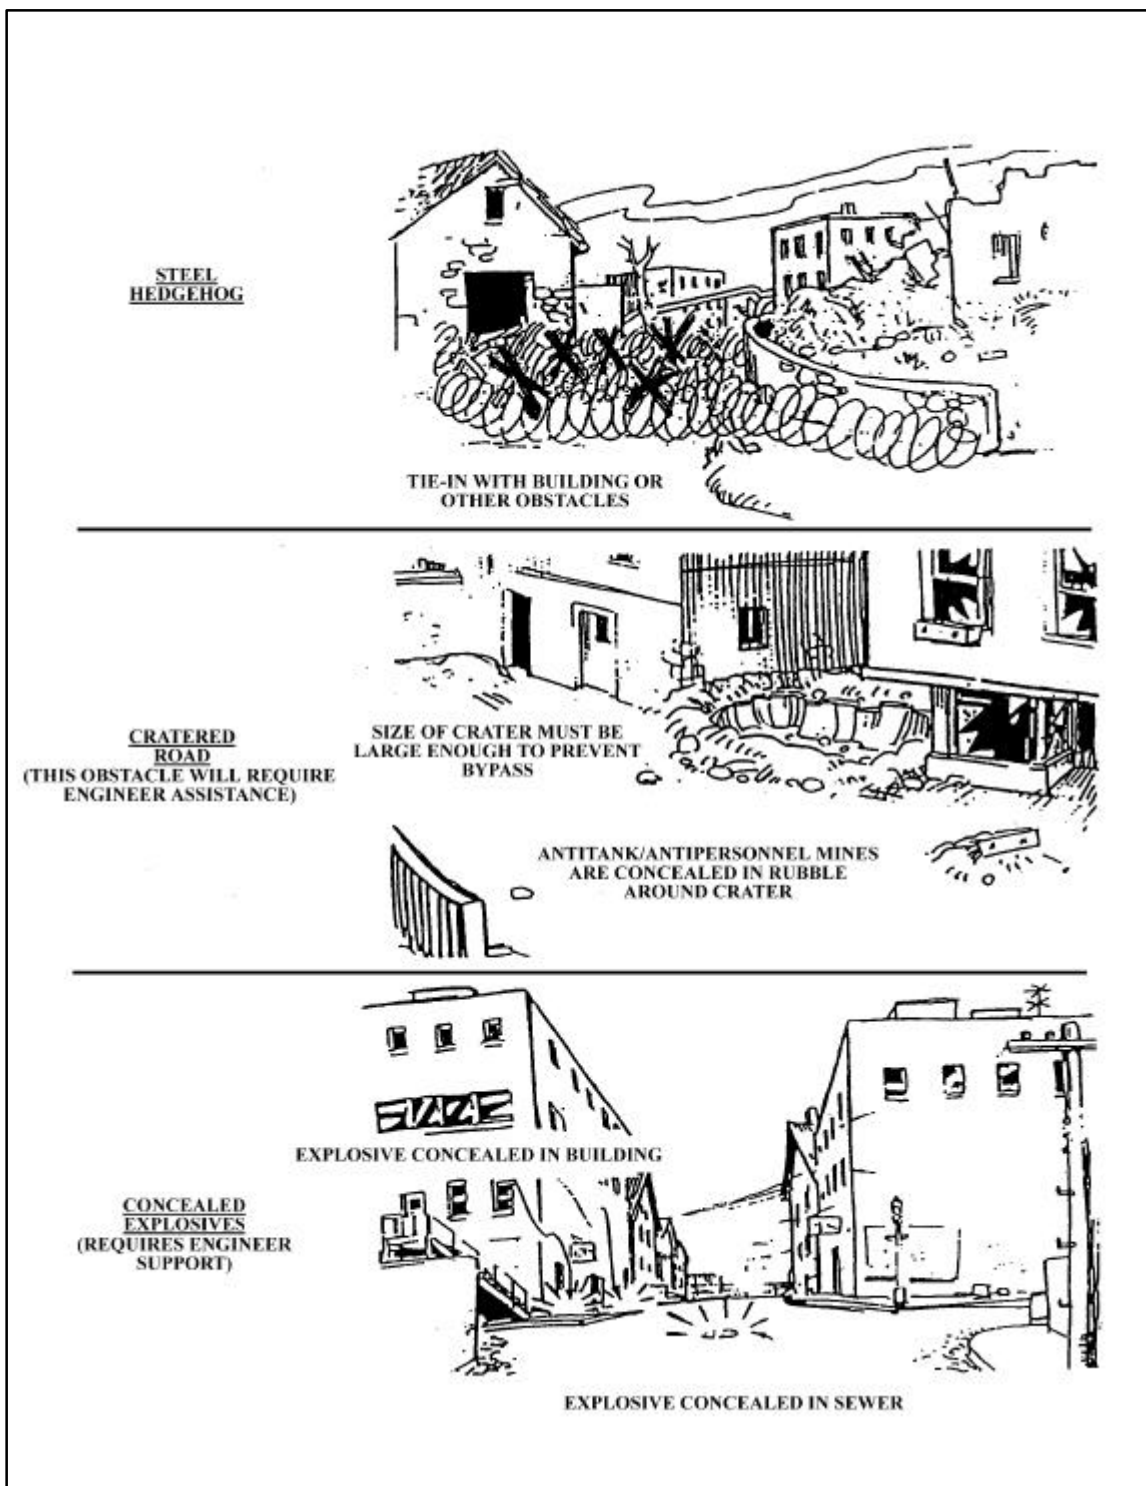 STEEL
HEDGEHOG
TIE-IN WITH BUILDING OR
OTHER OBSTACLES
CRATERED
ROAD
(THIS OBSTACLE WILL REQUIRE
ENGINEER ASSISTANCE)
SIZE OF CRATER MUST BE
LARGE ENOUGH TO PREVENT
BYPASS
ANTITANK/ANTIPERSONNEL MINES
ARE CONCEALED IN RUBBLE
AROUND CRATER
CONCEALED
EXPLOSIVES
(REQUIRES ENGINEER
SUPPORT)
EXPLOSIVE CONCEALED IN BUILDING
EXPLOSIVE CONCEALED IN SEWER